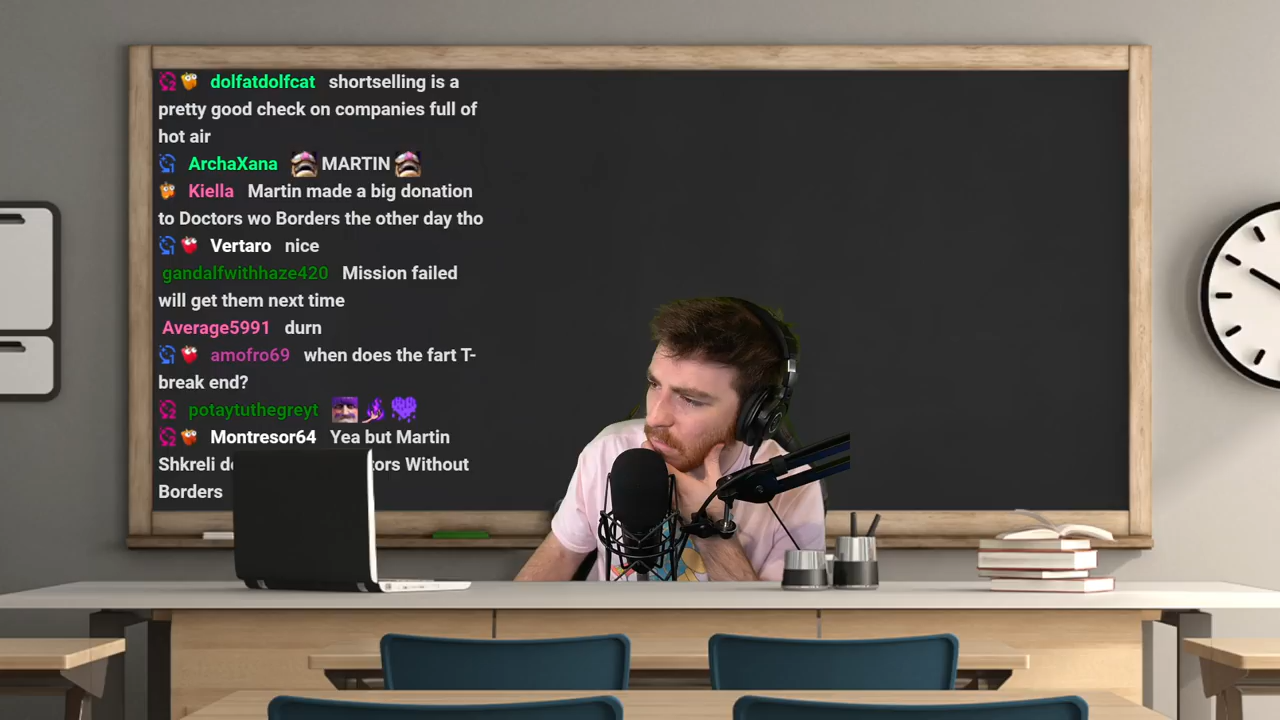 dolfatdolfcat shortselling is a
pretty good check on companies full of
hot air
ArchaXana MARTIN
Kiella Martin made a big donation
to Doctors wo Borders the other day tho
Vertaro nice
gandalfwithhaze420 Mission failed
will get them next time
Average5991 durn
amofro69 when does the fart T-
break end?
potaytuthegreyt
Montresor64 Yea but Martin
Shkreli Without
Borders